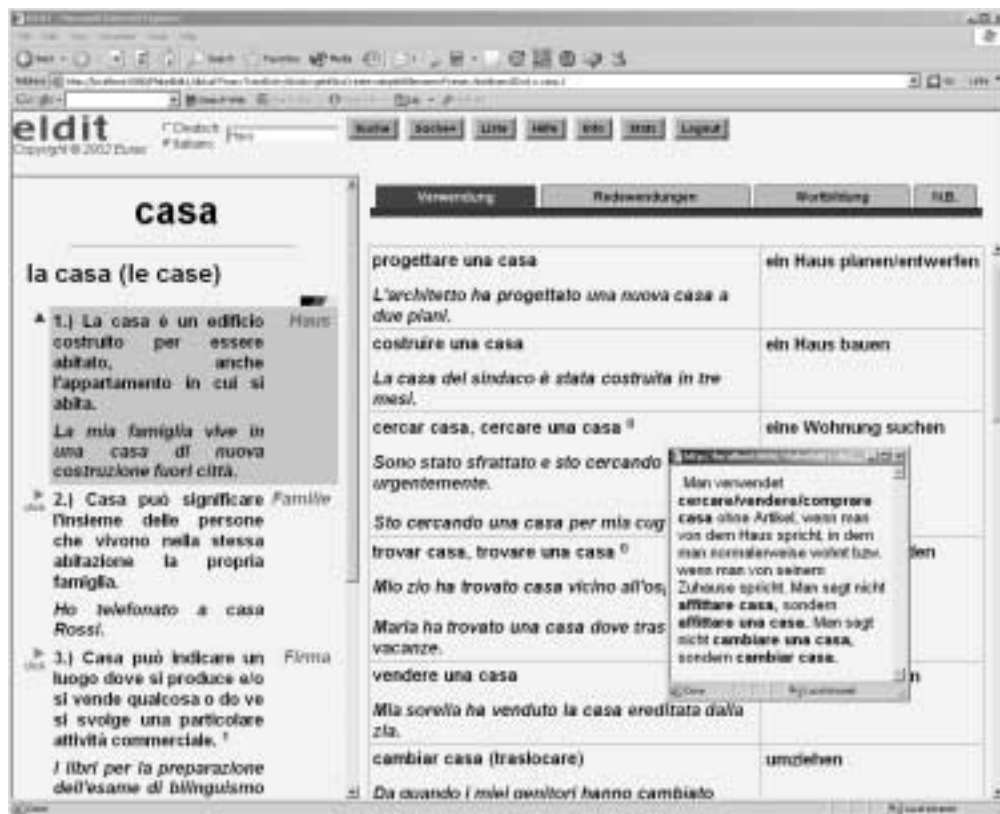 eldit
Copyright © 2002 Eurac
Deutsch
Italiano
Haus
Suche Suche+ Liste Hilfe Info Stats Logout
casa
la casa (le case)
1.) La casa è un edificio Haus
costruito per essere
abitato, anche
l'appartamento in cui si
abita.
La mia famiglia vive in
una casa di nuova
costruzione fuori città.
2.) Casa può significare Familie
l'insieme delle persone
che vivono nella stessa
abitazione la propria
famiglia.
Ho telefonato a casa
Rossi.
3.) Casa può indicare un Firma
luogo dove si produce e/o
si vende qualcosa o do ve
si svolge una particolare
attività commerciale.
I libri per la preparazione
dell'esame di bilinguismo
Verwendung Redewendungen Wortbildung N.B.
progettare una casa ein Haus planen/entwerfen
L'architetto ha progettato una nuova casa a
due piani.
costruire una casa ein Haus bauen
La casa del sindaco è stata costruita in tre
mesi.
cercar casa, cercare una casa eine Wohnung suchen
Sono stato sfrattato e sto cercando
urgentemente.
Sto cercando una casa per mia cug
trovar casa, trovare una casa den
Mio zio ha trovato casa vicino all'os
Maria ha trovato una casa dove tras
vacanze.
vendere una casa n
Mia sorella ha venduto la casa ereditata dalla
zia.
cambiar casa (traslocare) umziehen
Da quando i miei genitori hanno cambiato
Man verwendet
cercare/vendere/comprare
casa ohne Artikel, wenn man
von dem Haus spricht, in dem
man normalerweise wohnt bzw.
wenn man von seinem
Zuhause spricht. Man sagt nicht
affittare casa, sondern
affittare una casa. Man sagt
nicht cambiare una casa,
sondern cambiar casa.